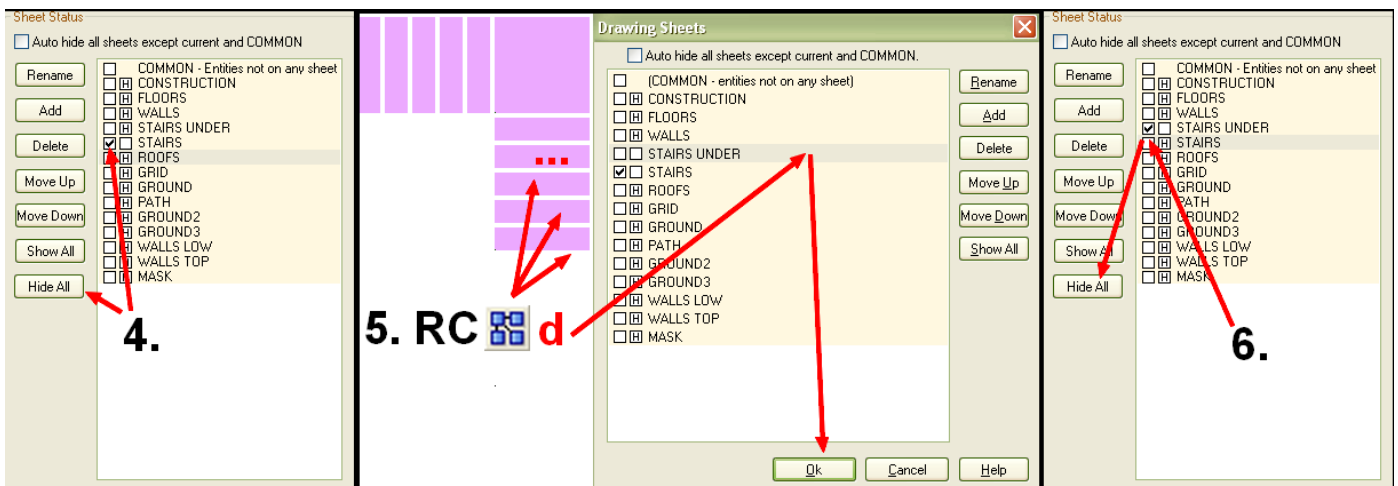 Sheet Status
Auto hide all sheets except current and COMMON
Rename
Add
Delete
Move Up
Move Down
Show All
Hide All
COMMON - Entities not on any sheet
H CONSTRUCTION
H FLOORS
H WALLS
H STAIRS UNDER
STAIRS
H ROOFS
H GRID
H GROUND
H PATH
H GROUND2
H GROUND3
H WALLS LOW
H WALLS TOP
H MASK
4.
5. RC d
...
Drawing Sheets
Auto hide all sheets except current and COMMON.
(COMMON - entities not on any sheet)
H CONSTRUCTION
H FLOORS
H WALLS
STAIRS UNDER
STAIRS
H ROOFS
H GRID
H GROUND
H PATH
H GROUND2
H GROUND3
H WALLS LOW
H WALLS TOP
H MASK
Rename
Add
Delete
Move Up
Move Down
Show All
Ok Cancel Help
Sheet Status
Auto hide all sheets except current and COMMON
Rename
Add
Delete
Move Up
Move Down
Show All
Hide All
COMMON - Entities not on any sheet
H CONSTRUCTION
H FLOORS
H WALLS
STAIRS UNDER
H STAIRS
H ROOFS
H GRID
H GROUND
H PATH
H GROUND2
H GROUND3
H WALLS LOW
H WALLS TOP
H MASK
6.